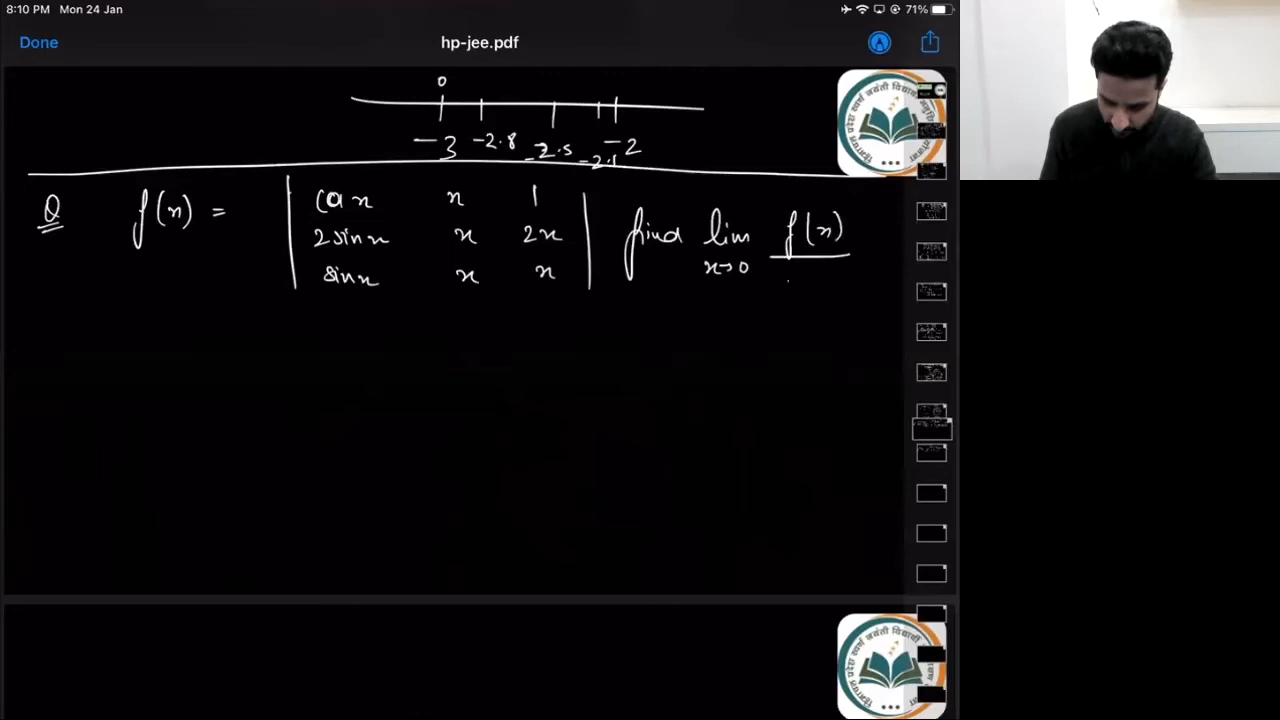 8:10 PM Mon 24 Jan
71%
Done
hp-jee.pdf
0
-3 -2.8 -2.5 -2.1 -2
Q f(x) = | cos x x 1 | find lim f(x)
| 2 sin x x 2x | x→0
| sin x x x |